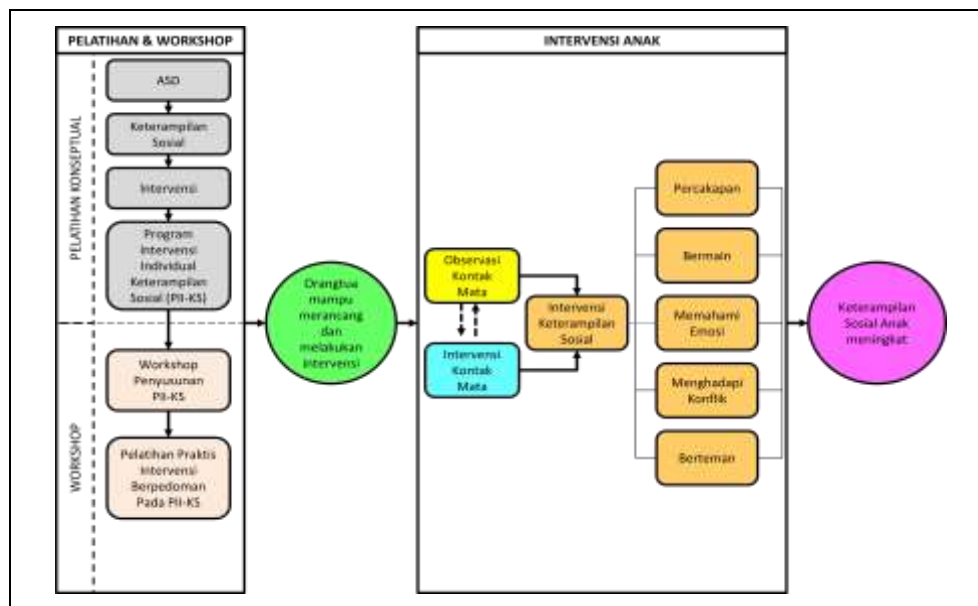 PELATIHAN & WORKSHOP
PELATIHAN KONSEPTUAL
ASD
Keterampilan
Sosial
Intervensi
Program
Intervensi
Individual
Keterampilan
Sosial (PII-KS)
WORKSHOP
Workshop
Penyusunan
PII-KS
Pelatihan Praktis
Intervensi
Berpedoman
Pada PII-KS
Orangtua
mampu
merancang
dan
melakukan
intervensi
INTERVENSI ANAK
Observasi
Kontak
Mata
Intervensi
Kontak
Mata
Intervensi
Keterampilan
Sosial
Percakapan
Bermain
Memahami
Emosi
Menghadapi
Konflik
Berteman
Keterampilan
Sosial Anak
meningkat